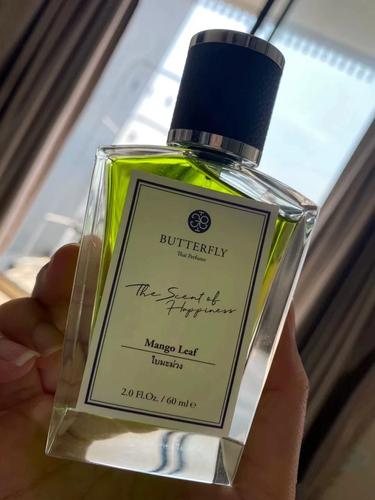 BUTTERFLY
Thai Perfume
The Scent of
Happiness
Mango Leaf
ใบมะม่วง
2.0 Fl.Oz. / 60 ml ℮